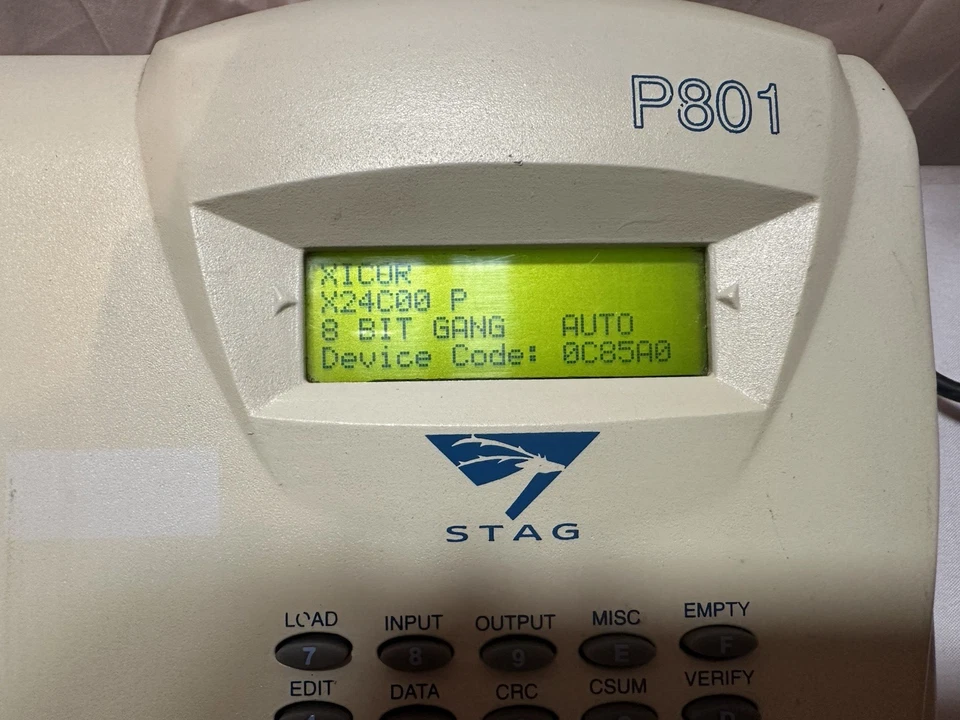 P801
XICOR
X24C00 P
8 BIT GANG AUTO
Device Code: 0C85A0
STAG
LOAD INPUT OUTPUT MISC EMPTY
7 8 9 E F
EDIT DATA CRC CSUM VERIFY